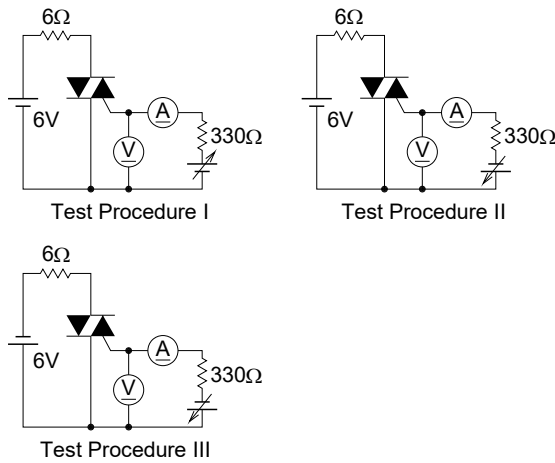 6Ω
6V
A
V
330Ω
Test Procedure I
6Ω
6V
A
V
330Ω
Test Procedure II
6Ω
6V
A
V
330Ω
Test Procedure III